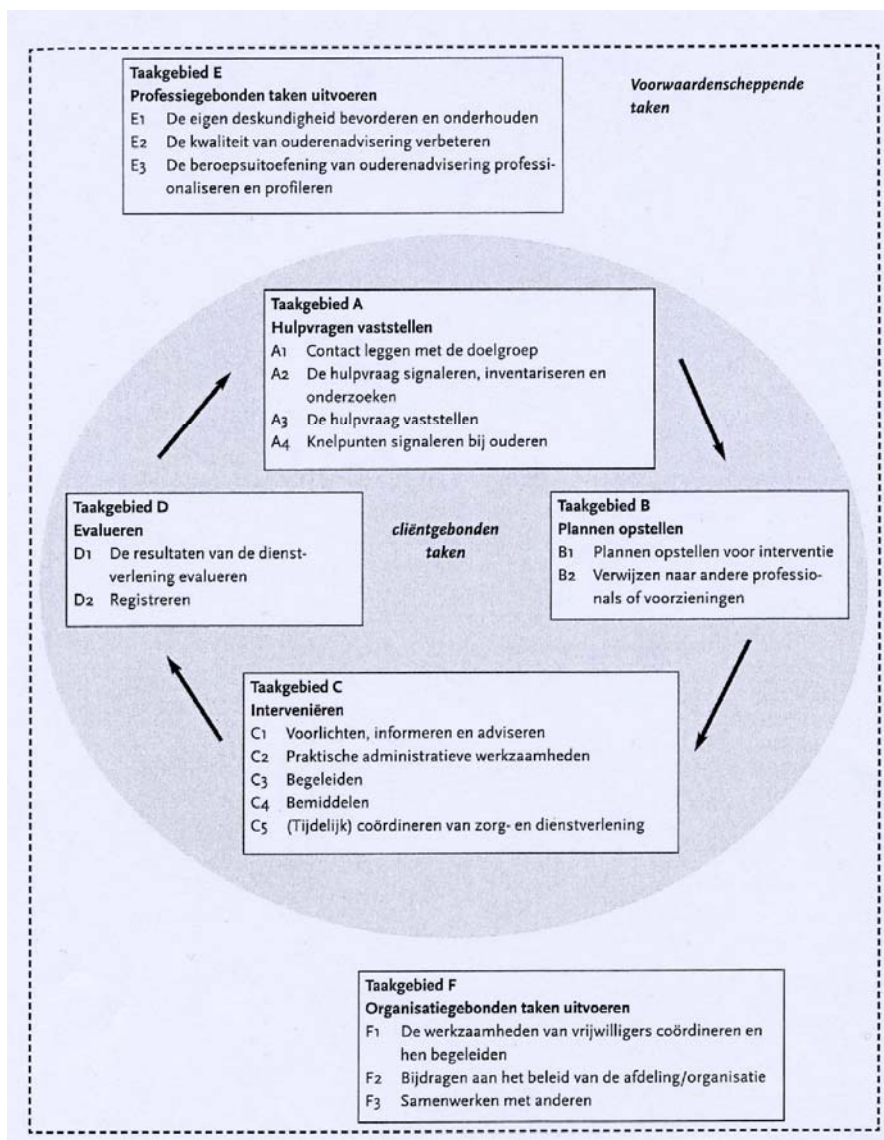 Taakgebied E
Professiegebonden taken uitvoeren
E1 De eigen deskundigheid bevorderen en onderhouden
E2 De kwaliteit van ouderenadvisering verbeteren
E3 De beroepsuitoefening van ouderenadvisering professi-
onaliseren en profileren
Voorwaardenscheppende
taken
Taakgebied A
Hulpvragen vaststellen
A1 Contact leggen met de doelgroep
A2 De hulpvraag signaleren, inventariseren en
onderzoeken
A3 De hulpvraag vaststellen
A4 Knelpunten signaleren bij ouderen
Taakgebied D
Evalueren
D1 De resultaten van de dienst-
verlening evalueren
D2 Registreren
cliëntgebonden
taken
Taakgebied B
Plannen opstellen
B1 Plannen opstellen voor interventie
B2 Verwijzen naar andere professio-
nals of voorzieningen
Taakgebied C
Interveniëren
C1 Voorlichten, informeren en adviseren
C2 Praktische administratieve werkzaamheden
C3 Begeleiden
C4 Bemiddelen
C5 (Tijdelijk) coördineren van zorg- en dienstverlening
Taakgebied F
Organisatiegebonden taken uitvoeren
F1 De werkzaamheden van vrijwilligers coördineren en
hen begeleiden
F2 Bijdragen aan het beleid van de afdeling/organisatie
F3 Samenwerken met anderen